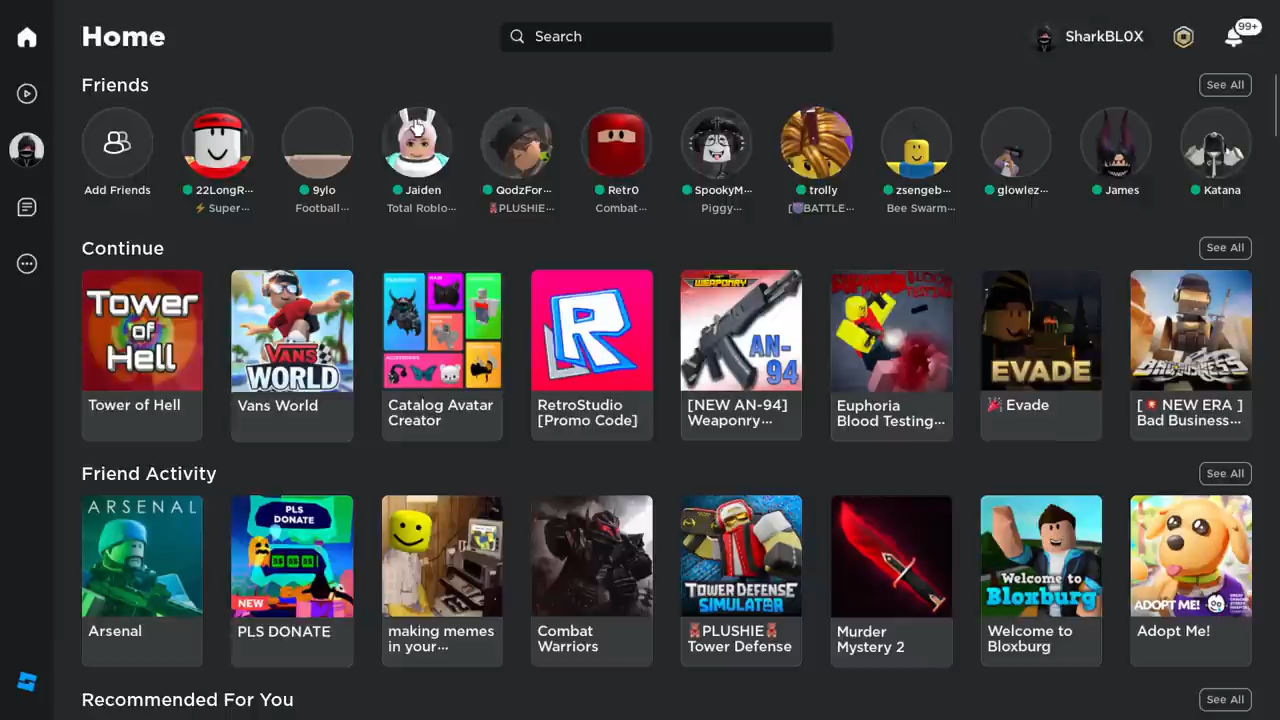 Home
Search
SharkBL0X
99+
Friends
See All
Add Friends
22LongR...
9ylo
Jaiden
QodzFor...
Retr0
SpookyM...
trolly
zsengeb...
glowlez...
James
Katana
⚡ Super...
Football...
Total Roblo...
🧸PLUSHIE...
Combat...
Piggy...
[😈BATTLE...
Bee Swarm...
Continue
See All
Tower
of
Hell
VANS
WORLD
WEAPONRY
AN-
94
EVADE
BAD BUSINESS
Tower of Hell
Vans World
Catalog Avatar
Creator
RetroStudio
[Promo Code]
[NEW AN-94]
Weaponry...
Euphoria
Blood Testing...
🎉 Evade
[ 💥 NEW ERA ]
Bad Business...
Friend Activity
See All
ARSENAL
PLS
DONATE
NEW
TOWER DEFENSE
SIMULATOR
Welcome to
Bloxburg
ADOPT ME!
Arsenal
PLS DONATE
making memes
in your...
Combat
Warriors
🧸PLUSHIE🧸
Tower Defense
Murder
Mystery 2
Welcome to
Bloxburg
Adopt Me!
Recommended For You
See All